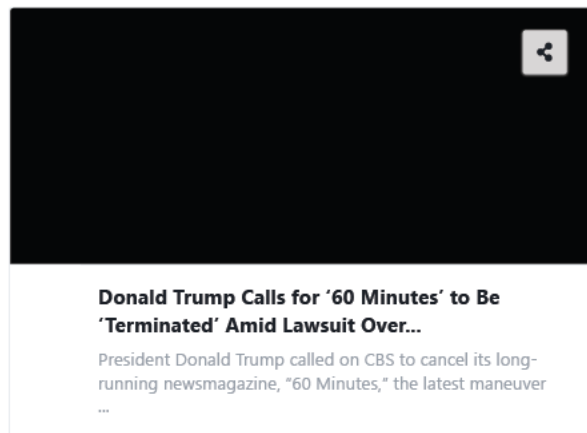 Donald Trump Calls for ‘60 Minutes’ to Be
‘Terminated’ Amid Lawsuit Over...
President Donald Trump called on CBS to cancel its long-
running newsmagazine, “60 Minutes,” the latest maneuver
...